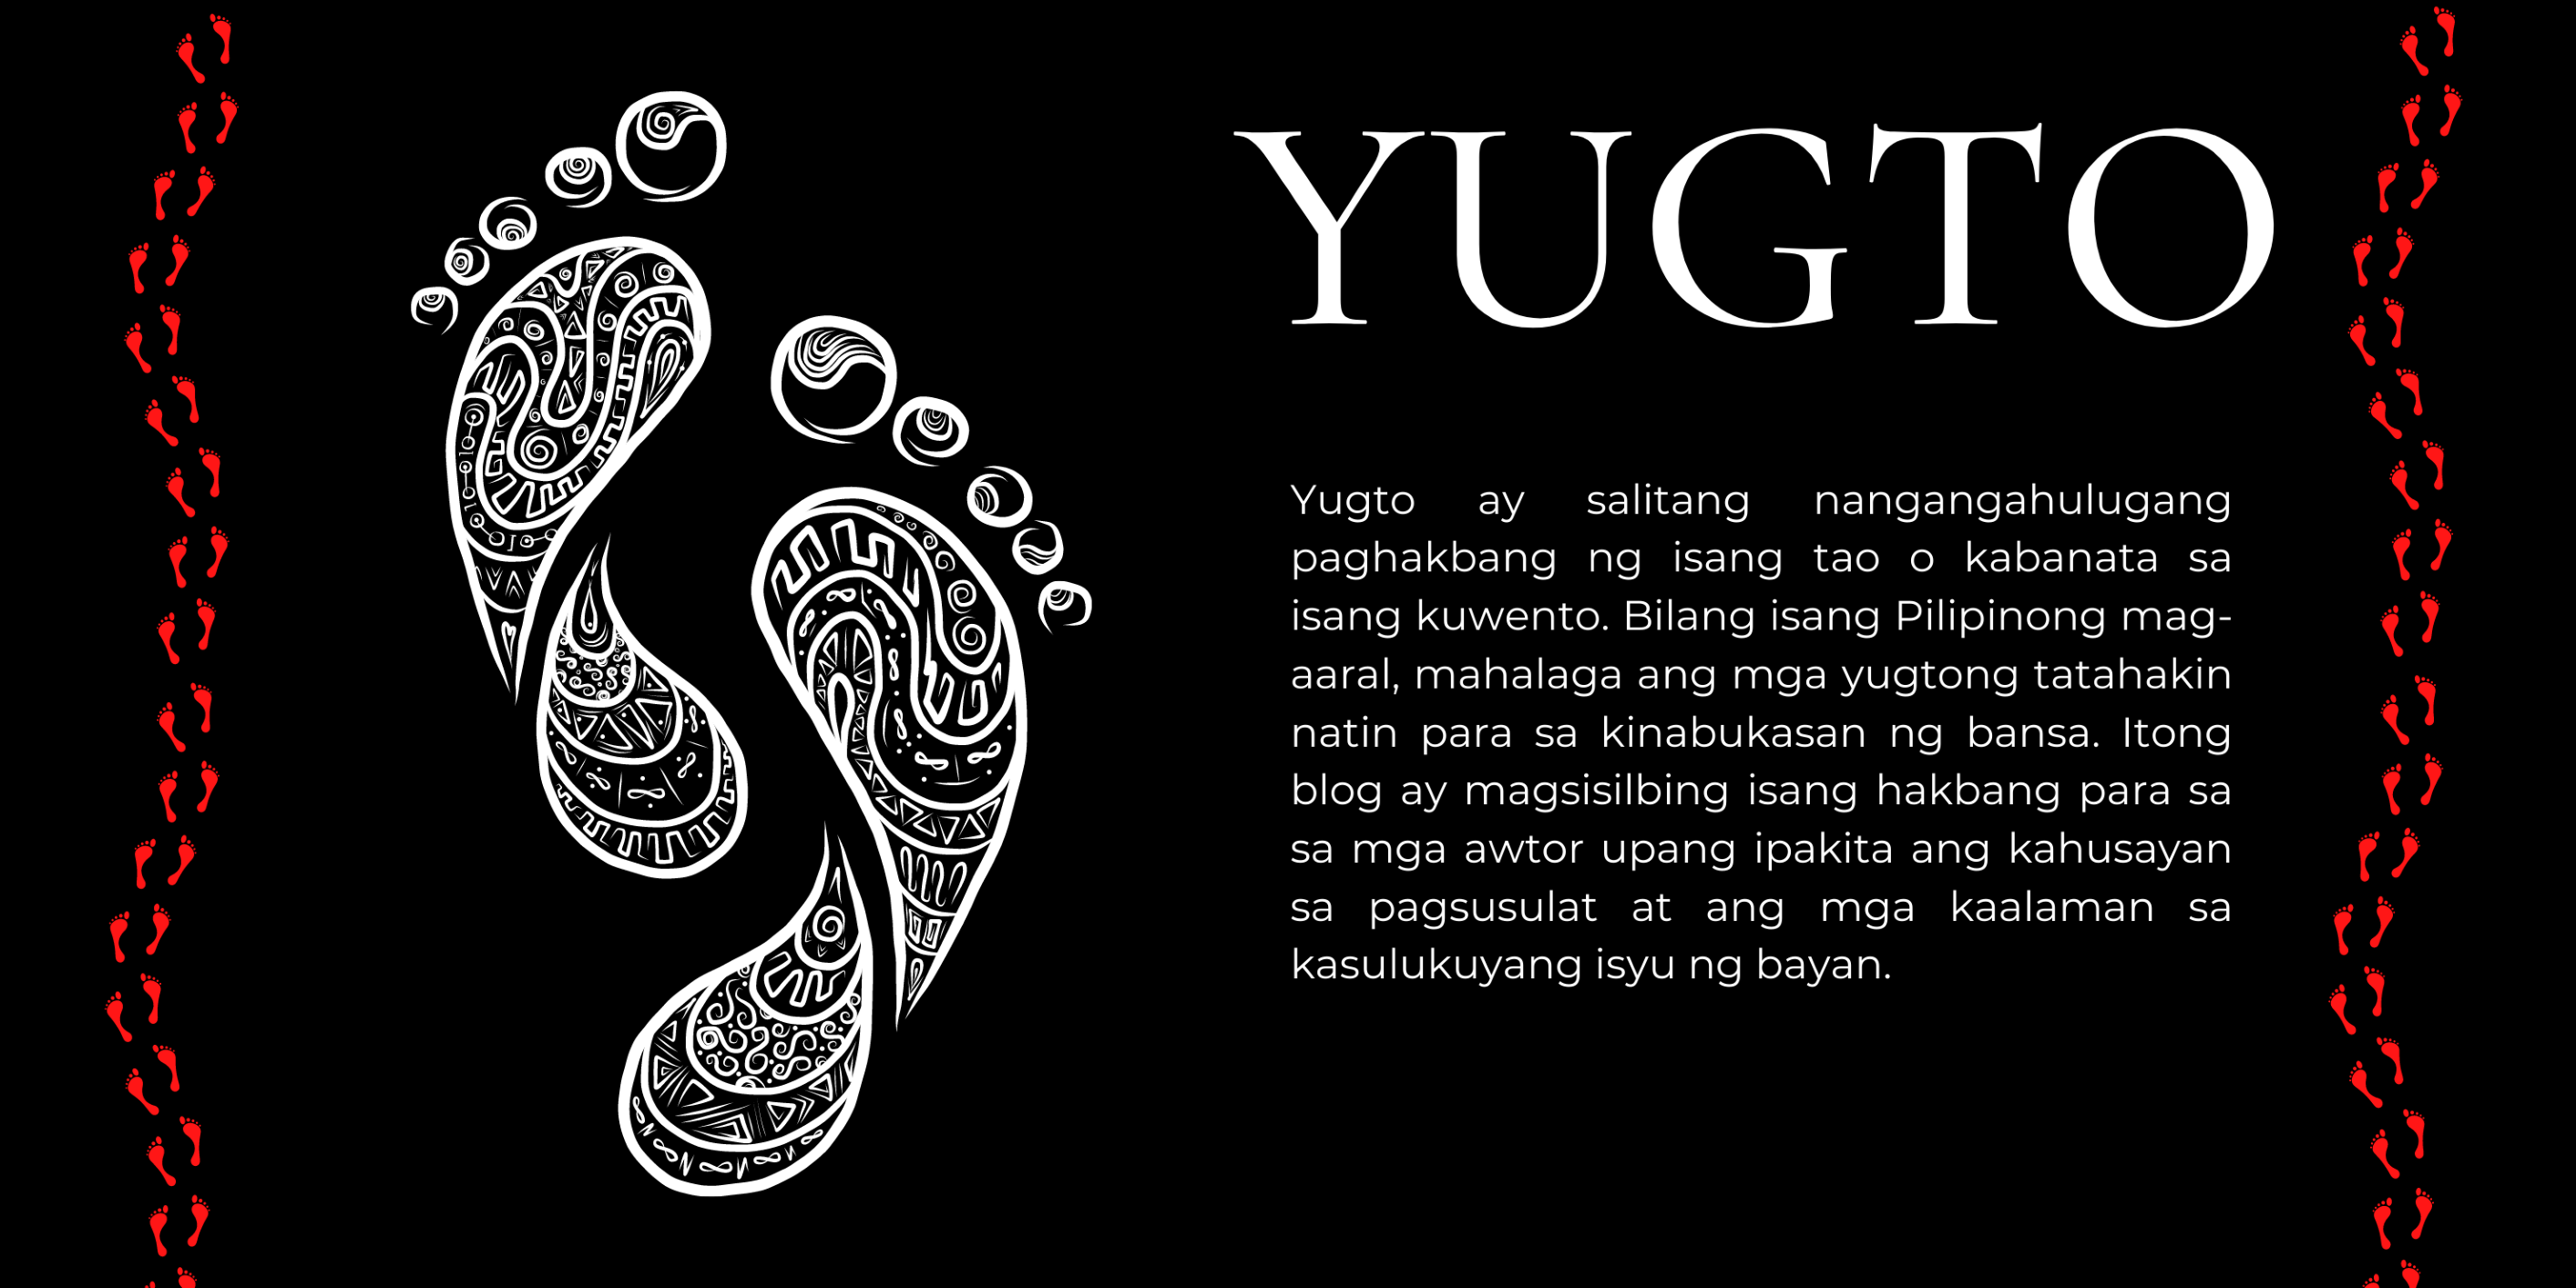 YUGTO
Yugto ay salitang nangangahulugang
paghakbang ng isang tao o kabanata sa
isang kuwento. Bilang isang Pilipinong mag-
aaral, mahalaga ang mga yugtong tatahakin
natin para sa kinabukasan ng bansa. Itong
blog ay magsisilbing isang hakbang para sa
sa mga awtor upang ipakita ang kahusayan
sa pagsusulat at ang mga kaalaman sa
kasulukuyang isyu ng bayan.